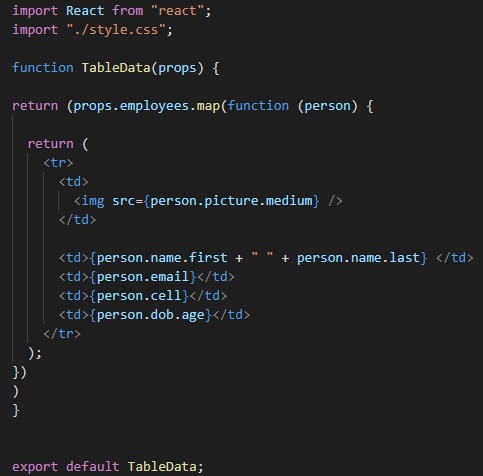 import React from "react";
import "./style.css";
function TableData(props) {
return (props.employees.map(function (person) {
return (
<tr>
<td>
<img src={person.picture.medium} />
</td>
<td>{person.name.first + " " + person.name.last} </td>
<td>{person.email}</td>
<td>{person.cell}</td>
<td>{person.dob.age}</td>
</tr>
);
})
)
}
export default TableData;